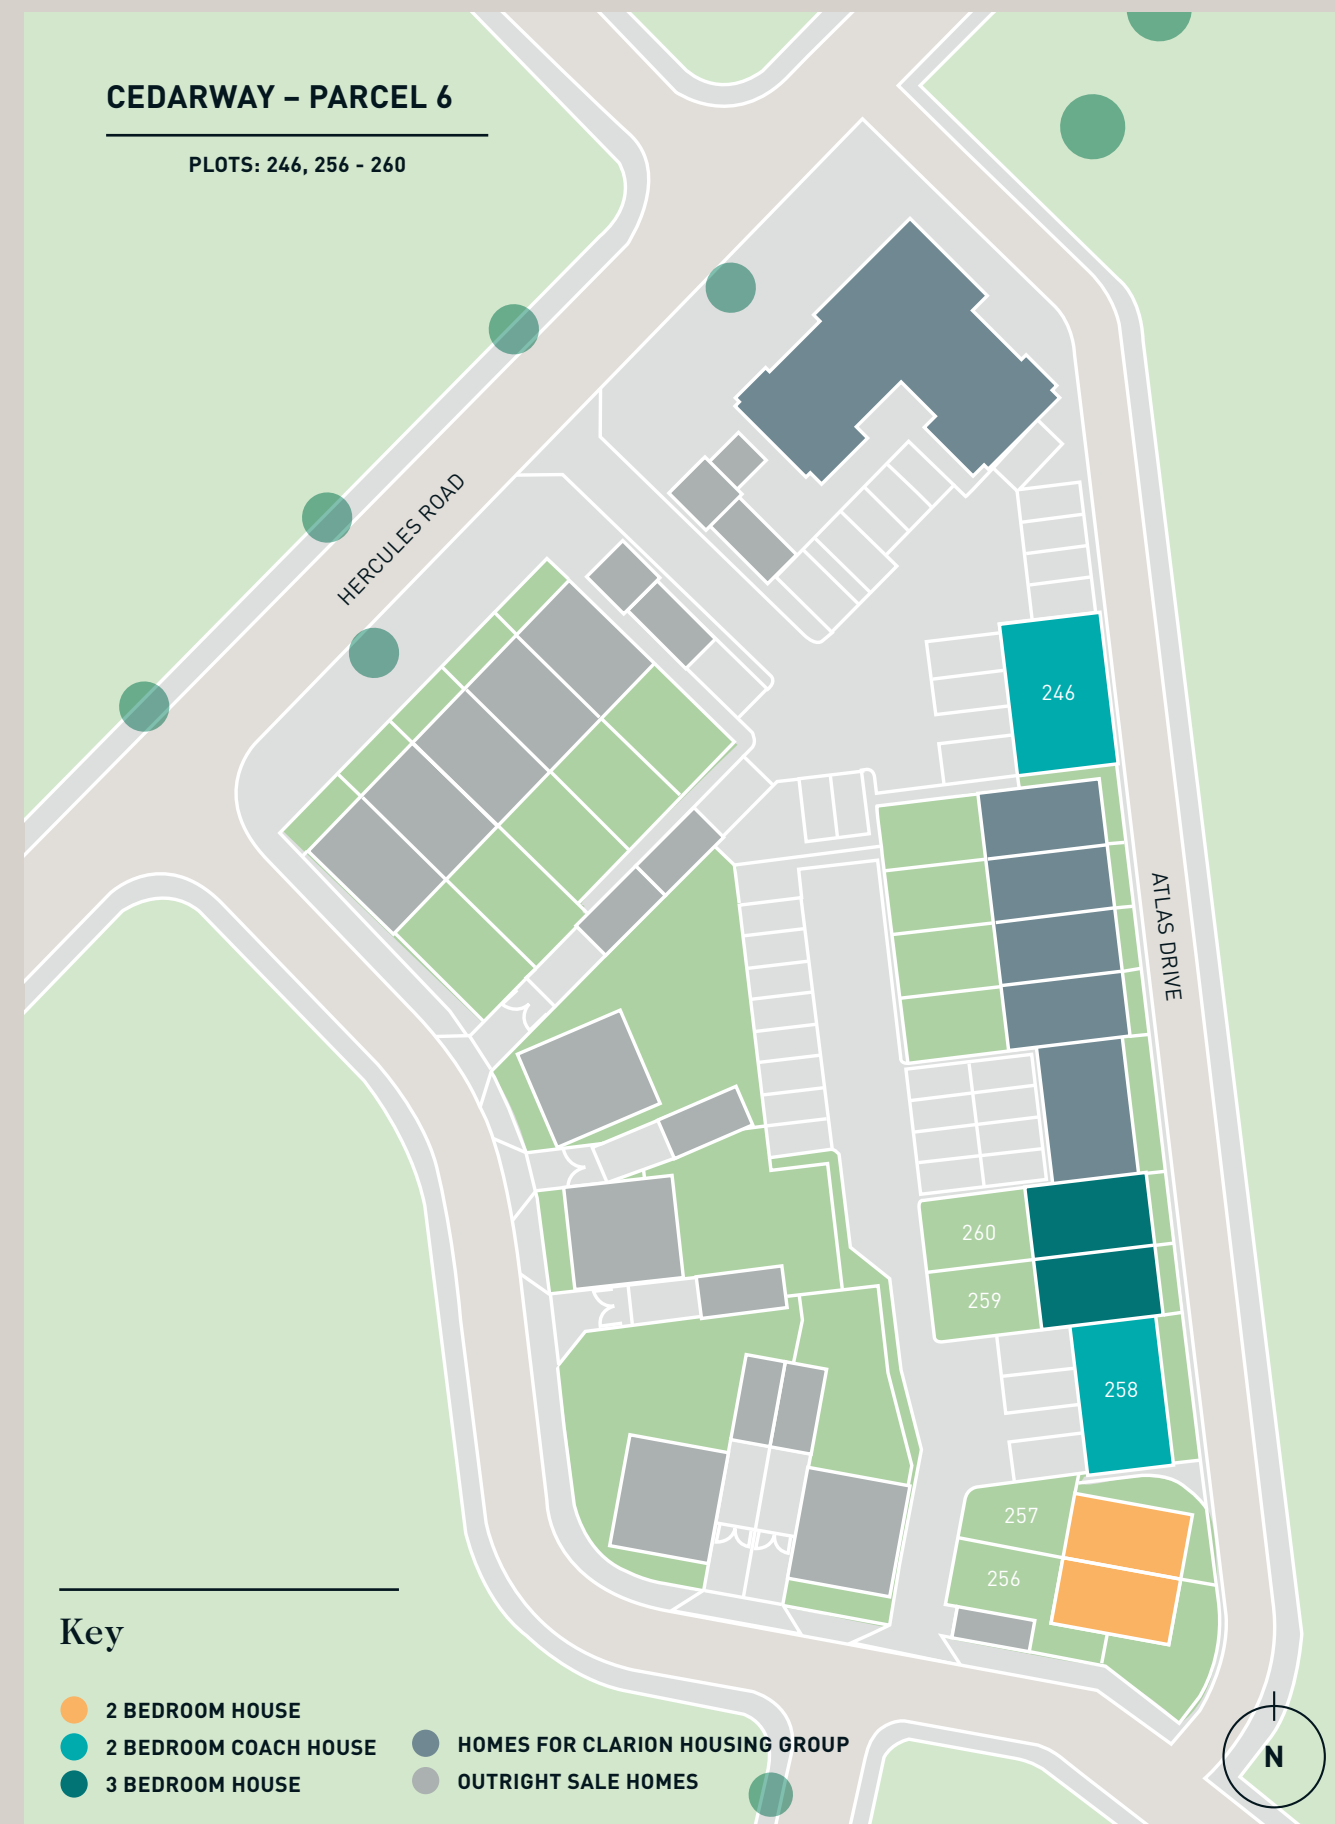 CEDARWAY – PARCEL 6
PLOTS: 246, 256 - 260
HERCULES ROAD
246
ATLAS DRIVE
260
259
258
257
256
Key
2 BEDROOM HOUSE
2 BEDROOM COACH HOUSE
3 BEDROOM HOUSE
HOMES FOR CLARION HOUSING GROUP
OUTRIGHT SALE HOMES
N